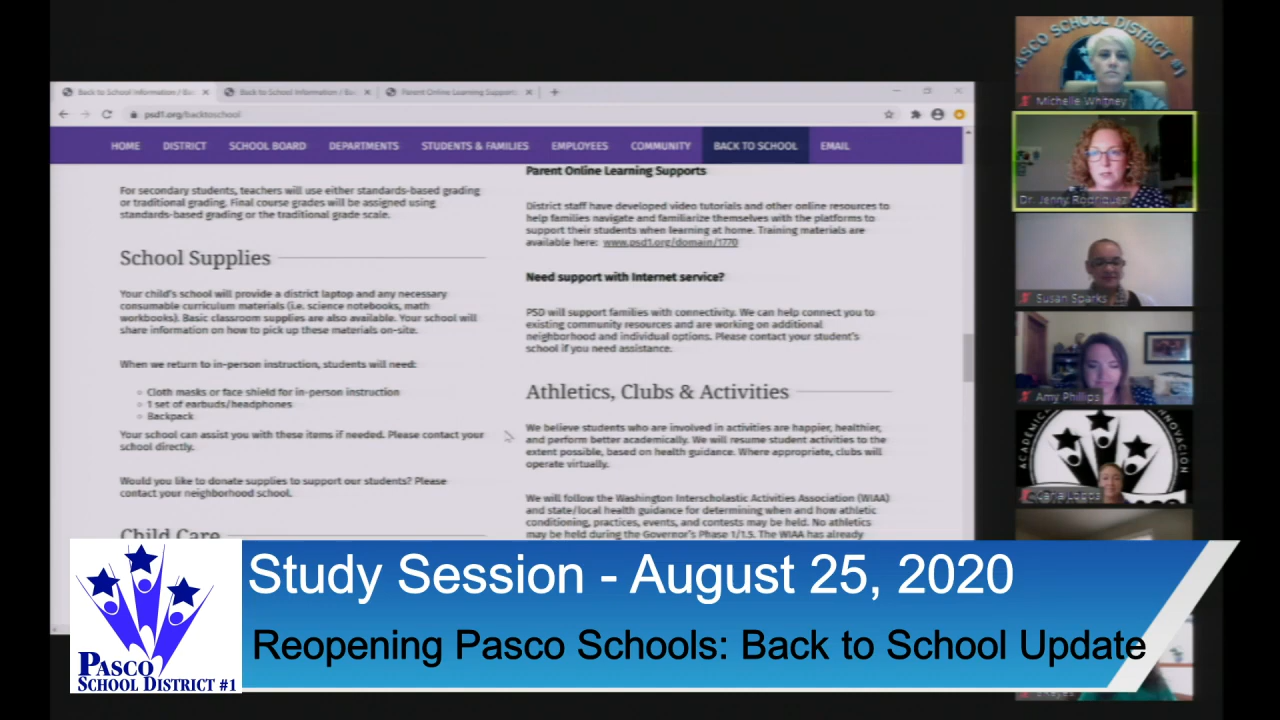 Back to School Information / Ba
Back to School Information / Ba
Parent Online Learning Supports
psd1.org/backtoschool
HOME DISTRICT SCHOOL BOARD DEPARTMENTS STUDENTS & FAMILIES EMPLOYEES COMMUNITY BACK TO SCHOOL EMAIL
For secondary students, teachers will use either standards-based grading
or traditional grading. Final course grades will be assigned using
standards-based grading or the traditional grade scale.
School Supplies
Your child's school will provide a district laptop and any necessary
consumable curriculum materials (i.e. science notebooks, math
workbooks). Basic classroom supplies are also available. Your school will
share information on how to pick up these materials on-site.
When we return to in-person instruction, students will need:
Cloth masks or face shield for in-person instruction
1 set of earbuds/headphones
Backpack
Your school can assist you with these items if needed. Please contact your
school directly.
Would you like to donate supplies to support our students? Please
contact your neighborhood school.
Child Care
Parent Online Learning Supports
District staff have developed video tutorials and other online resources to
help families navigate and familiarize themselves with the platforms to
support their students when learning at home. Training materials are
available here: www.psd1.org/domain/1770
Need support with Internet service?
PSD will support families with connectivity. We can help connect you to
existing community resources and are working on additional
neighborhood and individual options. Please contact your student's
school if you need assistance.
Athletics, Clubs & Activities
We believe students who are involved in activities are happier, healthier,
and perform better academically. We will resume student activities to the
extent possible, based on health guidance. Where appropriate, clubs will
operate virtually.
We will follow the Washington Interscholastic Activities Association (WIAA)
and state/local health guidance for determining when and how athletic
conditioning, practices, events, and contests may be held. No athletics
may be held during the Governor's Phase 1/1.5. The WIAA has already
PASCO SCHOOL DISTRICT #1
Michelle Whitney
Dr. Jenny Rodriquez
Susan Sparks
Amy Phillips
PASCO
SCHOOL DISTRICT #1
Study Session - August 25, 2020
Reopening Pasco Schools: Back to School Update